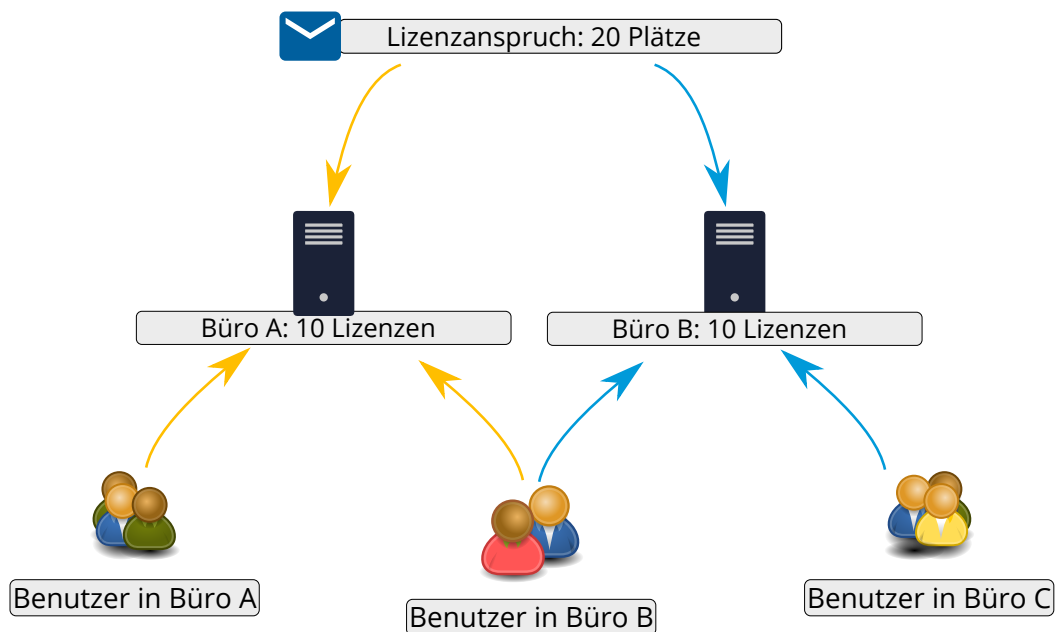 Lizenzanspruch: 20 Plätze
Büro A: 10 Lizenzen
Büro B: 10 Lizenzen
Benutzer in Büro A
Benutzer in Büro B
Benutzer in Büro C